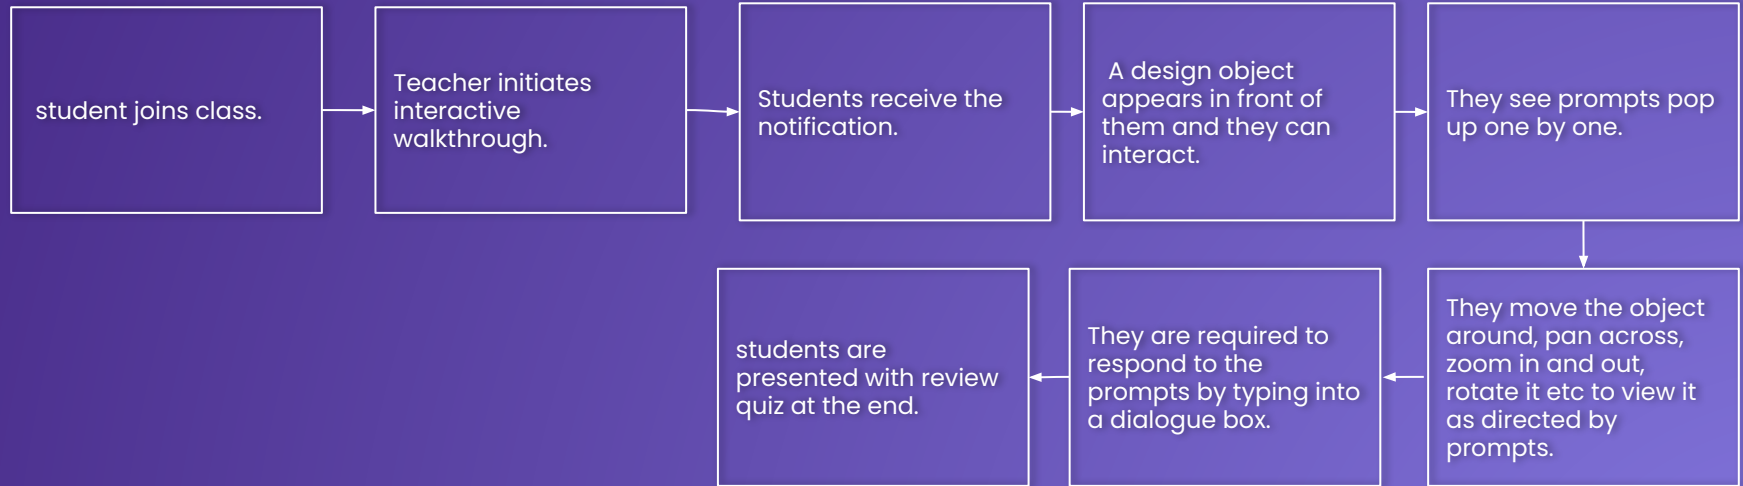 student joins class.
Teacher initiates
interactive
walkthrough.
Students receive the
notification.
A design object
appears in front of
them and they can
interact.
They see prompts pop
up one by one.
They move the object
around, pan across,
zoom in and out,
rotate it etc to view it
as directed by
prompts.
They are required to
respond to the
prompts by typing into
a dialogue box.
students are
presented with review
quiz at the end.